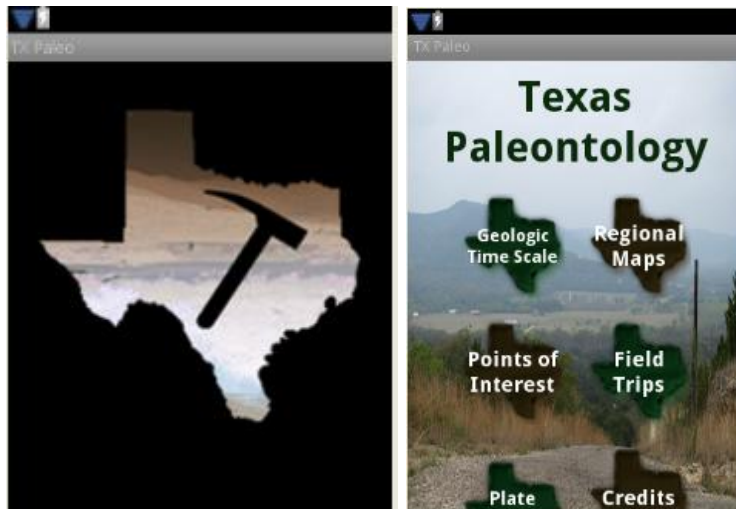 TX Paleo
TX Paleo
Texas
Paleontology
Geologic
Time Scale
Regional
Maps
Points of
Interest
Field
Trips
Plate
Credits